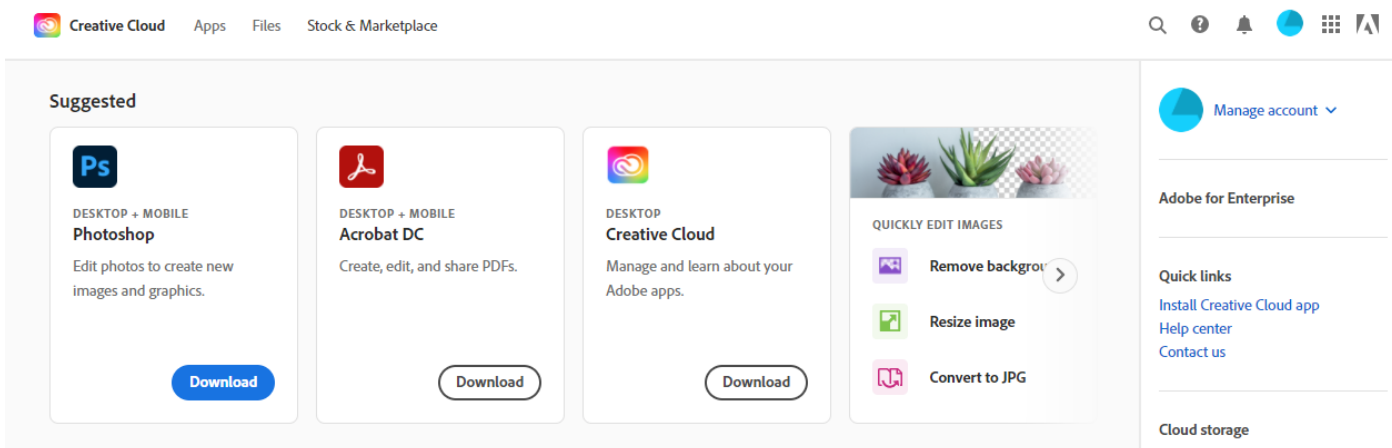 Creative Cloud Apps Files Stock & Marketplace
Suggested
Ps
DESKTOP + MOBILE
Photoshop
Edit photos to create new
images and graphics.
Download
DESKTOP + MOBILE
Acrobat DC
Create, edit, and share PDFs.
Download
DESKTOP
Creative Cloud
Manage and learn about your
Adobe apps.
Download
QUICKLY EDIT IMAGES
Remove backgrou
Resize image
Convert to JPG
Manage account
Adobe for Enterprise
Quick links
Install Creative Cloud app
Help center
Contact us
Cloud storage